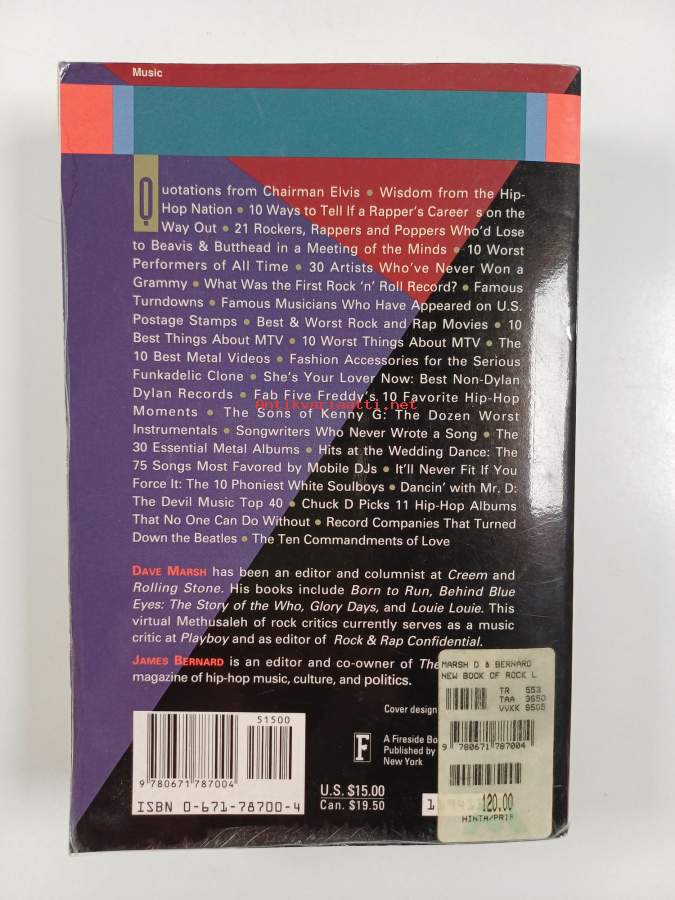 Music
Quotations from Chairman Elvis • Wisdom from the Hip-
Hop Nation • 10 Ways to Tell If a Rapper's Career s on the
Way Out • 21 Rockers, Rappers and Poppers Who'd Lose
to Beavis & Butthead in a Meeting of the Minds • 10 Worst
Performers of All Time • 30 Artists Who've Never Won a
Grammy • What Was the First Rock 'n' Roll Record? • Famous
Turndowns • Famous Musicians Who Have Appeared on U.S.
Postage Stamps • Best & Worst Rock and Rap Movies • 10
Best Things About MTV • 10 Worst Things About MTV • The
10 Best Metal Videos • Fashion Accessories for the Serious
Funkadelic Clone • She's Your Lover Now: Best Non-Dylan
Dylan Records • Fab Five Freddy's 10 Favorite Hip-Hop
Antikvariaatti.net
Moments • The Sons of Kenny G: The Dozen Worst
Instrumentals • Songwriters Who Never Wrote a Song • The
30 Essential Metal Albums • Hits at the Wedding Dance: The
75 Songs Most Favored by Mobile DJs • It'll Never Fit If You
Force It: The 10 Phoniest White Soulboys • Dancin' with Mr. D:
The Devil Music Top 40 • Chuck D Picks 11 Hip-Hop Albums
That No One Can Do Without • Record Companies That Turned
Down the Beatles • The Ten Commandments of Love
DAVE MARSH has been an editor and columnist at Creem and
Rolling Stone. His books include Born to Run, Behind Blue
Eyes: The Story of the Who, Glory Days, and Louie Louie. This
virtual Methusaleh of rock critics currently serves as a music
critic at Playboy and as editor of Rock & Rap Confidential.
JAMES BERNARD is an editor and co-owner of The
magazine of hip-hop music, culture, and politics.
MARSH D & BERNARD
NEW BOOK OF ROCK L
TR 553
TAA 3650
VVKK 9505
9 780671 787004
120.00
HINTA/PRIS
Cover design
51500
9 780671 787004
ISBN 0-671-78700-4
F
A Fireside
Published by
New York
U.S. $15.00
Can. $19.50